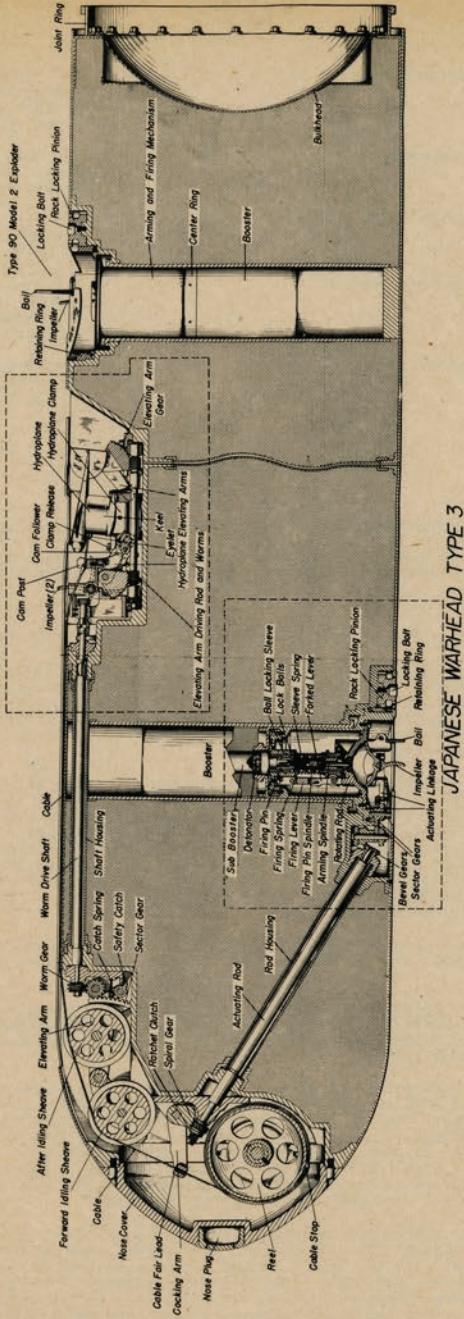 After Idling Sheave
Elevating Arm
Worm Gear
Worm Drive Shaft
Cable
Forward Idling Sheave
Shaft Housing
Catch Spring
Safety Catch
Sector Gear
Cable
Nose Cover
Cable Fair Lead
Cocking Arm
Nose Plug
Ratchet Clutch
Spiral Gear
Reel
Cable Stop
Actuating Rod
Rod Housing
Cam Post
Impeller (2)
Cam Follower
Clamp Release
Hydroplane
Hydroplane Clamp
Elevating Arm
Gear
Hydroplane Elevating Arms
Keel
Eyelet
Elevating Arm Driving Rod and Worms
Booster
Sub Booster
Detonator
Firing Pin
Firing Spring
Firing Lever
Firing Pin Spindle
Arming Spindle
Rotating Rod
Bevel Gears
Sector Gears
Ball Locking Sleeve
Lock Balls
Sleeve Spring
Forked Lever
Rack Locking Pinion
Locking Bolt
Retaining Ring
Bail
Impeller
Actuating Linkage
Type 90 Model 2 Exploder
Bail
Retaining Ring
Impeller
Locking Bolt
Rack Locking Pinion
Arming and Firing Mechanism
Center Ring
Booster
Bulkhead
Joint Ring
JAPANESE WARHEAD TYPE 3